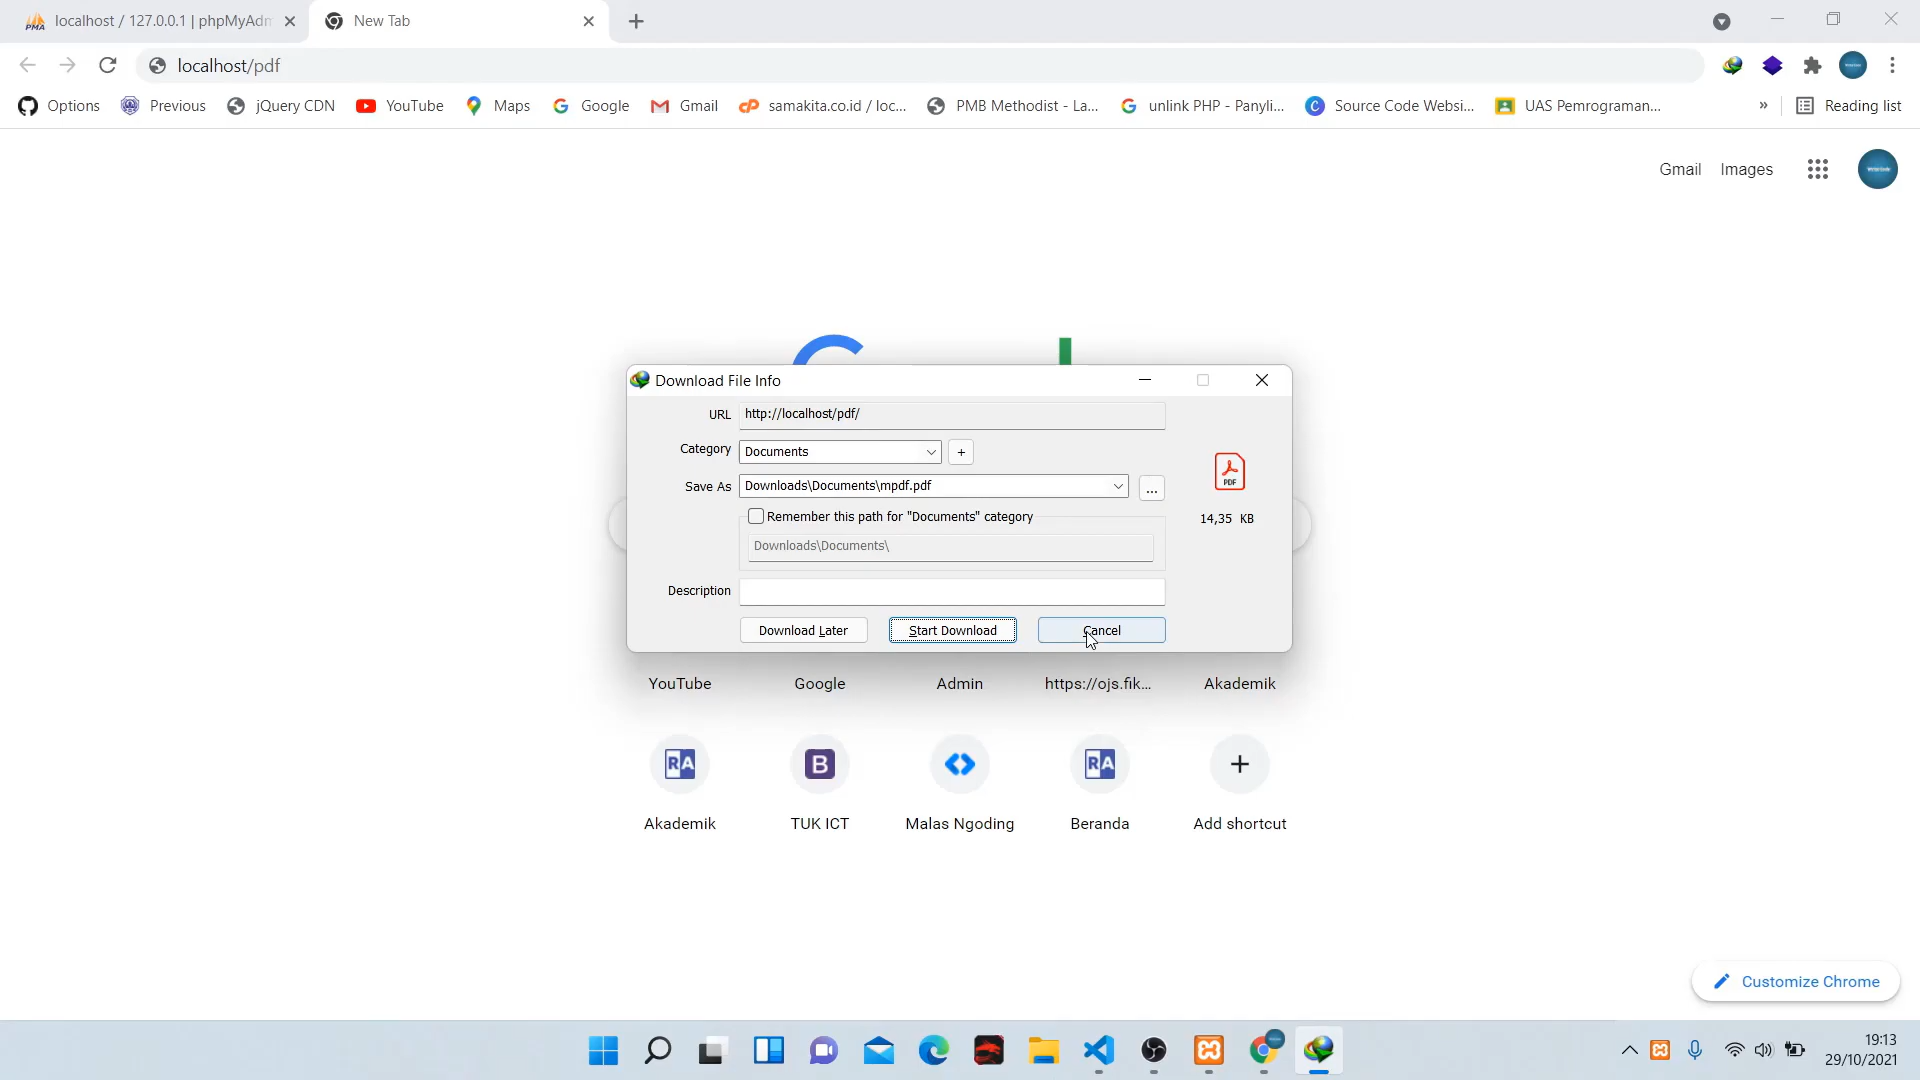 localhost / 127.0.0.1 | phpMyAdm
New Tab
localhost/pdf
Options
Previous
jQuery CDN
YouTube
Maps
Google
Gmail
samakita.co.id / loc...
PMB Methodist - La...
unlink PHP - Panyli...
Source Code Websi...
UAS Pemrograman...
»
Reading list
Gmail
Images
Download File Info
URL
http://localhost/pdf/
Category
Documents
+
Save As
Downloads\Documents\mpdf.pdf
...
PDF
14,35 KB
Remember this path for "Documents" category
Downloads\Documents\
Description
Download Later
Start Download
Cancel
YouTube
Google
Admin
https://ojs.fik...
Akademik
RA
B
RA
Akademik
TUK ICT
Malas Ngoding
Beranda
Add shortcut
Customize Chrome
19:13
29/10/2021